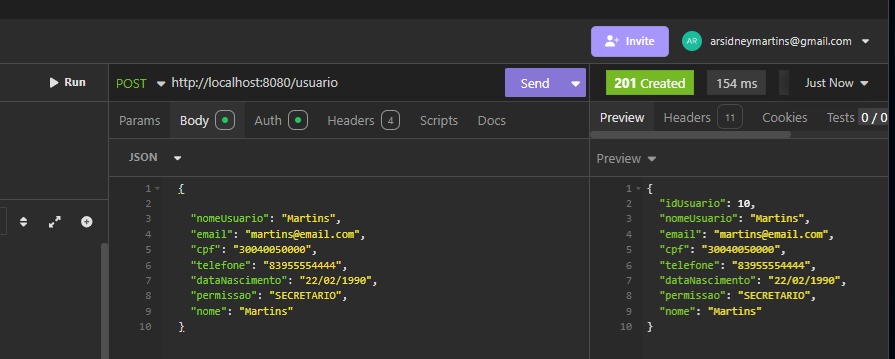 Invite
AR
arsidneymartins@gmail.com
Run
POST
http://localhost:8080/usuario
Send
201 Created
154 ms
Just Now
Params
Body
Auth
Headers 4
Scripts
Docs
Preview
Headers 11
Cookies
Tests 0 / 0
JSON
1 {
2
3 "nomeUsuario": "Martins",
4 "email": "martins@email.com",
5 "cpf": "30040050000",
6 "telefone": "83955554444",
7 "dataNascimento": "22/02/1990",
8 "permissao": "SECRETARIO",
9 "nome": "Martins"
10 }
Preview
1 {
2 "idUsuario": 10,
3 "nomeUsuario": "Martins",
4 "email": "martins@email.com",
5 "cpf": "30040050000",
6 "telefone": "83955554444",
7 "dataNascimento": "22/02/1990",
8 "permissao": "SECRETARIO",
9 "nome": "Martins"
10 }